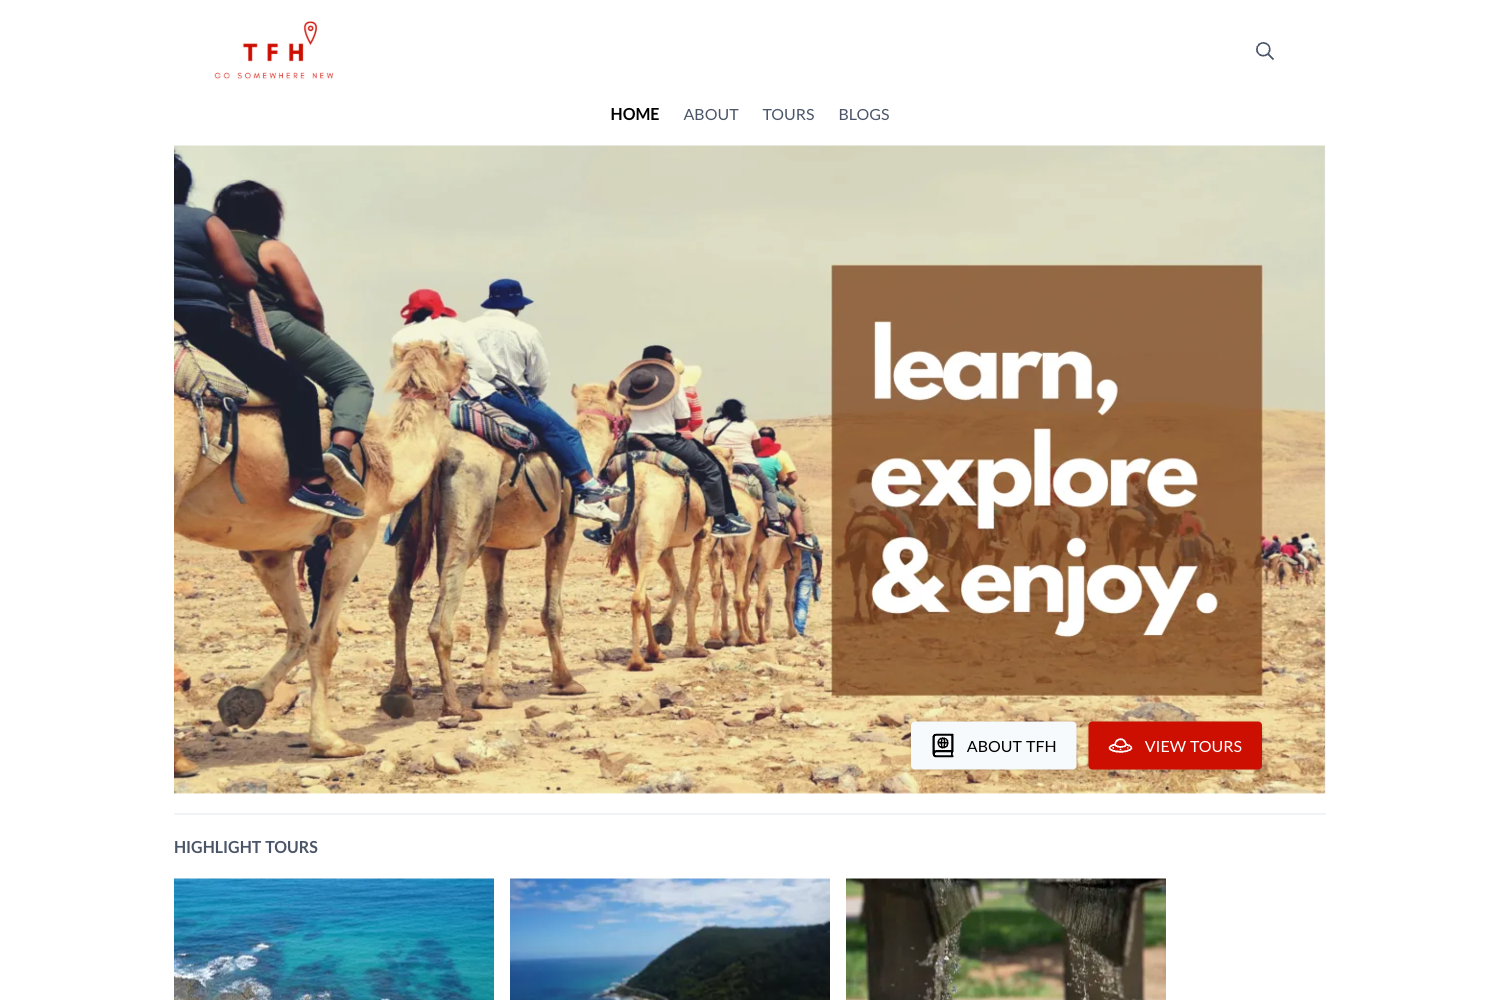 TFH
GO SOMEWHERE NEW
HOME ABOUT TOURS BLOGS
learn,
explore
& enjoy.
ABOUT TFH VIEW TOURS
HIGHLIGHT TOURS